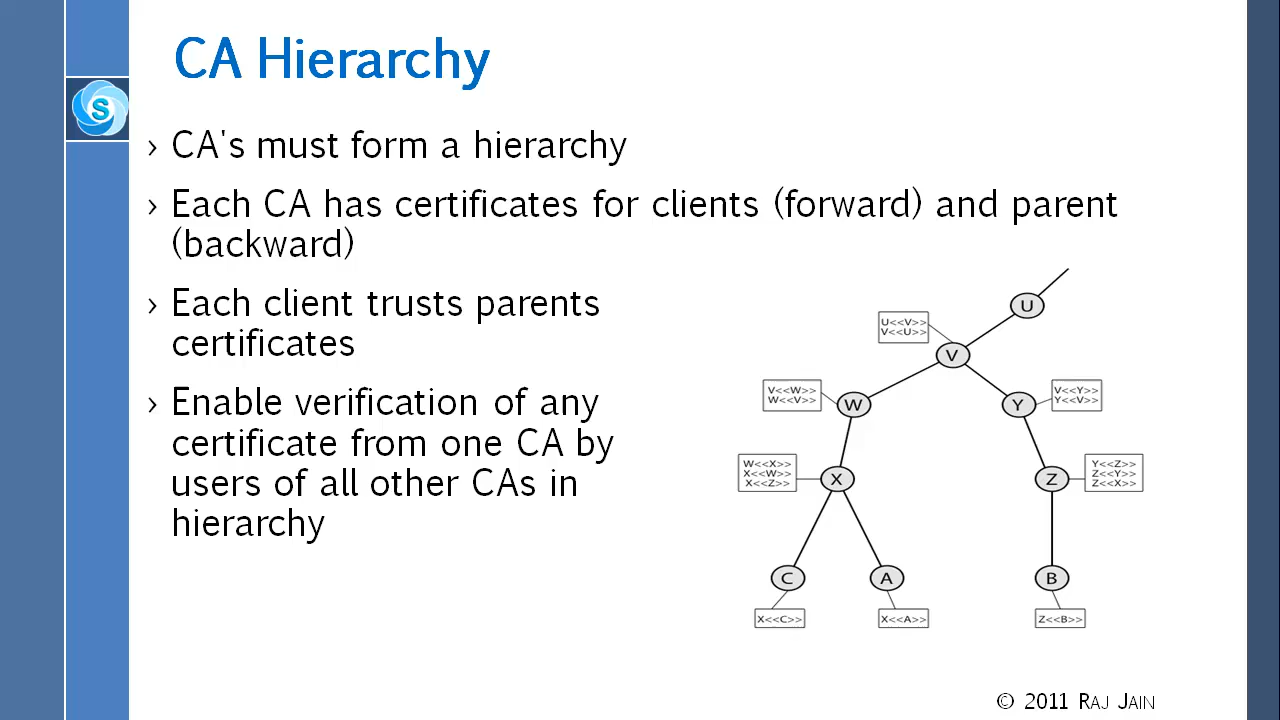 CA Hierarchy
S
› CA's must form a hierarchy
› Each CA has certificates for clients (forward) and parent
(backward)
› Each client trusts parents
certificates
› Enable verification of any
certificate from one CA by
users of all other CAs in
hierarchy
U
U<<V>>
V<<U>>
V
V<<W>>
W<<V>>
W
Y
V<<Y>>
Y<<V>>
W<<X>>
X<<W>>
X<<Z>>
X
Z
Y<<Z>>
Z<<Y>>
Z<<X>>
C
A
B
X<<C>>
X<<A>>
Z<<B>>
© 2011 RAJ JAIN